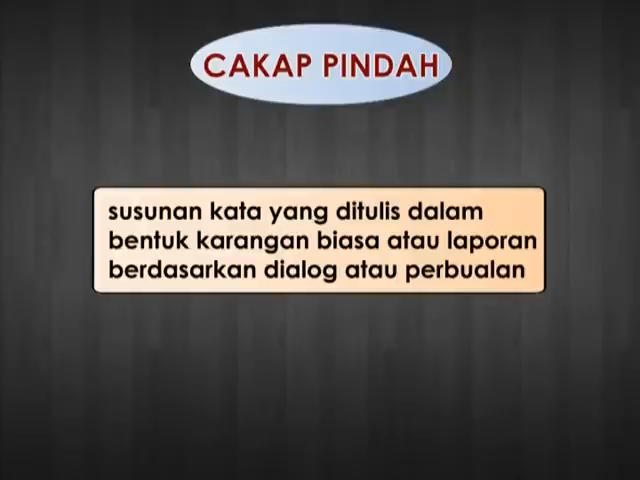 CAKAP PINDAH
susunan kata yang ditulis dalam
bentuk karangan biasa atau laporan
berdasarkan dialog atau perbualan